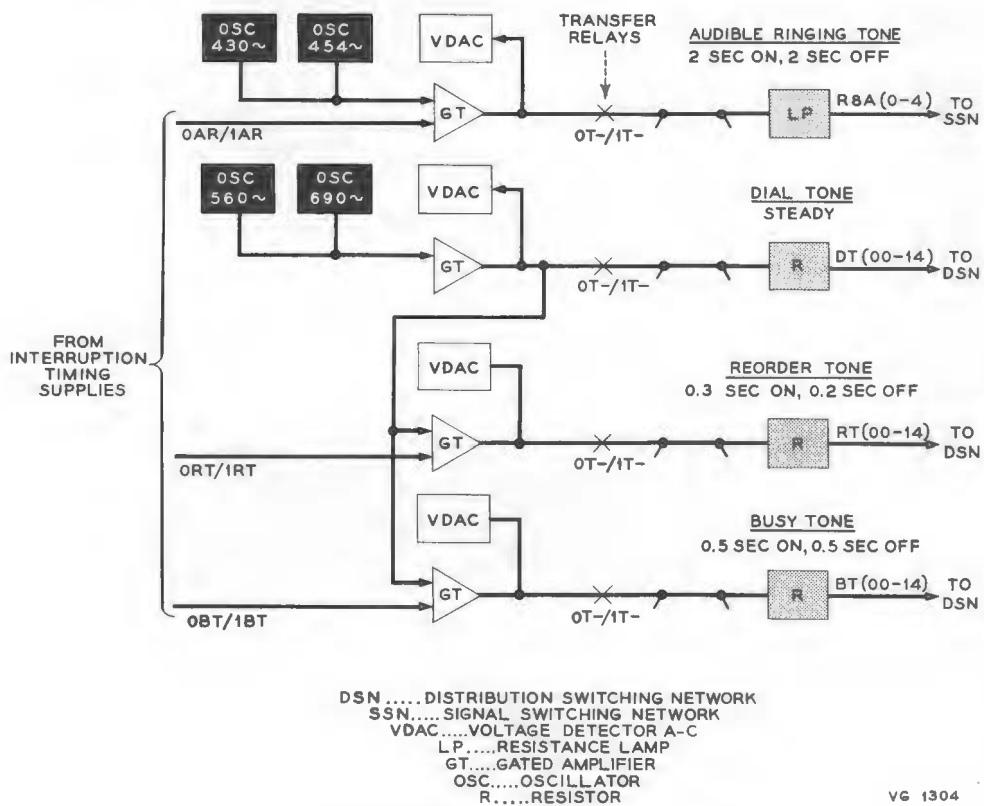 OSC
430~
OSC
454~
VDAC
TRANSFER
RELAYS
AUDIBLE RINGING TONE
2 SEC ON, 2 SEC OFF
GT
0AR/1AR
0T-/1T-
LP
R8A(0-4)
TO
SSN
OSC
560~
OSC
690~
VDAC
DIAL TONE
STEADY
GT
0T-/1T-
R
DT(00-14)
TO
DSN
FROM
INTERRUPTION
TIMING
SUPPLIES
VDAC
REORDER TONE
0.3 SEC ON, 0.2 SEC OFF
GT
0RT/1RT
0T-/1T-
R
RT(00-14)
TO
DSN
VDAC
BUSY TONE
0.5 SEC ON, 0.5 SEC OFF
GT
0BT/1BT
0T-/1T-
R
BT(00-14)
TO
DSN
DSN.....DISTRIBUTION SWITCHING NETWORK
SSN.....SIGNAL SWITCHING NETWORK
VDAC.....VOLTAGE DETECTOR A-C
LP.....RESISTANCE LAMP
GT.....GATED AMPLIFIER
OSC.....OSCILLATOR
R.....RESISTOR
VG 1304